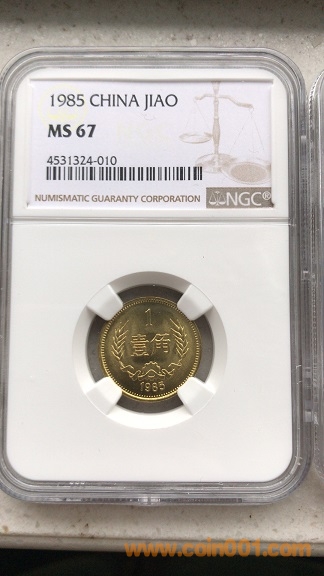 1985 CHINA JIAO
MS 67
4531324-010
NUMISMATIC GUARANTY CORPORATION NGC®
1
壹角
1985
www.coin001.com